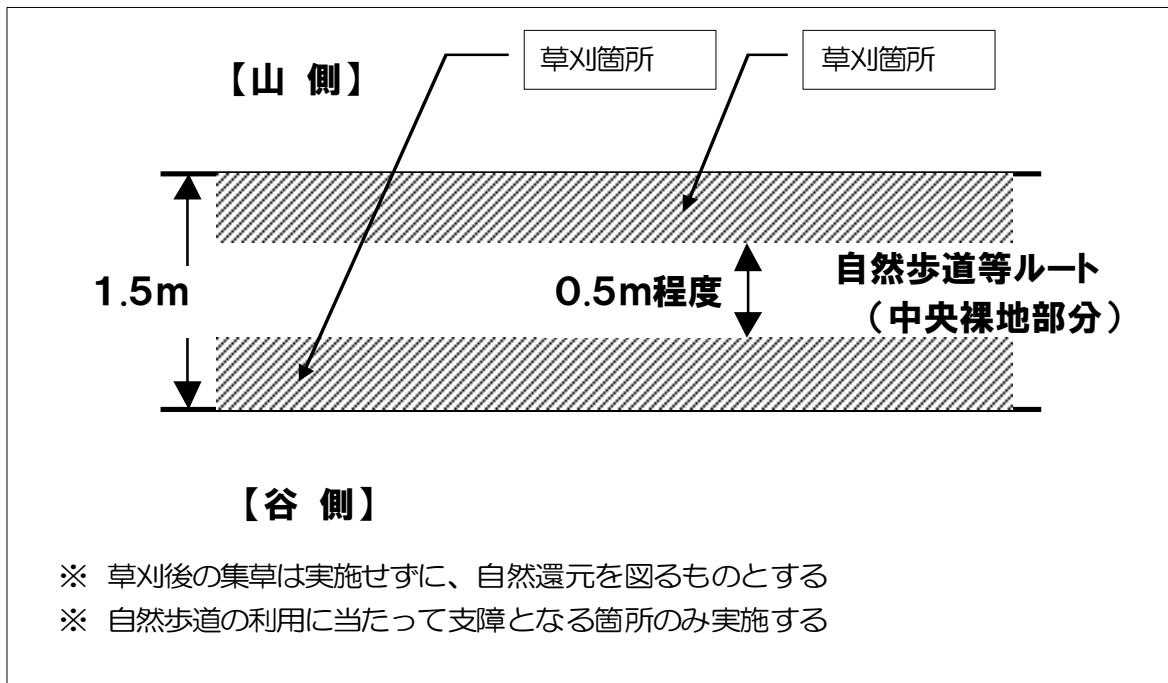 草刈箇所
草刈箇所
【山 側】
1.5m
0.5m程度
自然歩道等ルート
（中央裸地部分）
【谷 側】
※ 草刈後の集草は実施せずに、自然還元を図るものとする
※ 自然歩道の利用に当たって支障となる箇所のみ実施する